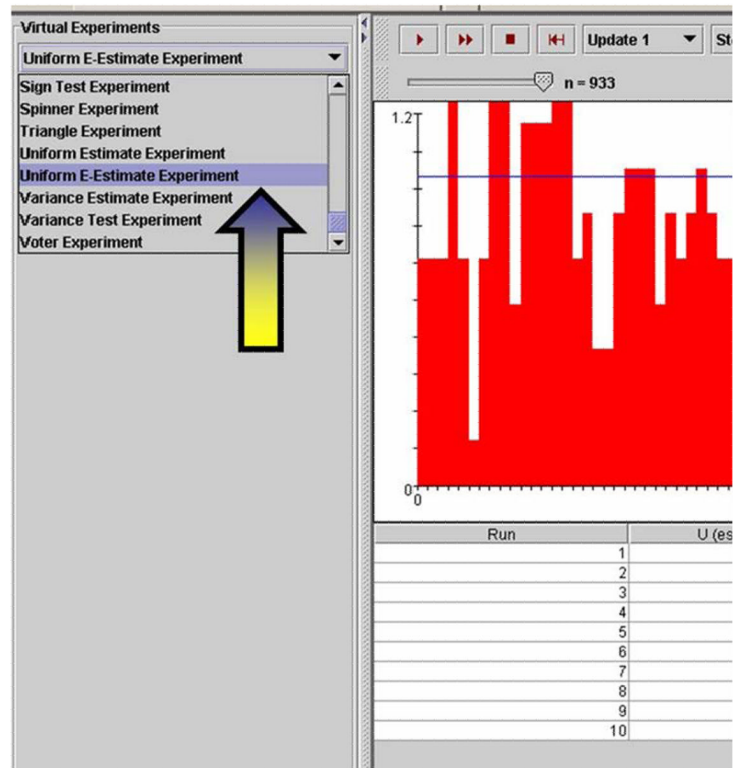 Virtual Experiments
Uniform E-Estimate Experiment
Sign Test Experiment
Spinner Experiment
Triangle Experiment
Uniform Estimate Experiment
Uniform E-Estimate Experiment
Variance Estimate Experiment
Variance Test Experiment
Voter Experiment
Update 1 St
n = 933
1.2
0
0
Run U (es
1
2
3
4
5
6
7
8
9
10